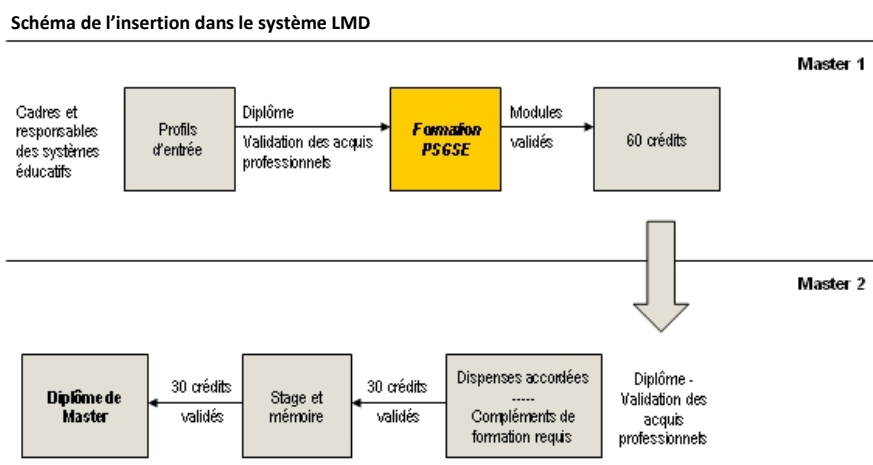 Schéma de l'insertion dans le système LMD
Master 1
Cadres et
responsables
des systèmes
éducatifs
Profils
d'entrée
Diplôme
Validation des acquis
professionnels
Formation
PSGSE
Modules
validés
60 crédits
Master 2
Diplôme -
Validation des
acquis
professionnels
Dispenses accordées
-----
Compléments de
formation requis
30 crédits
validés
Stage et
mémoire
30 crédits
validés
Diplôme de
Master